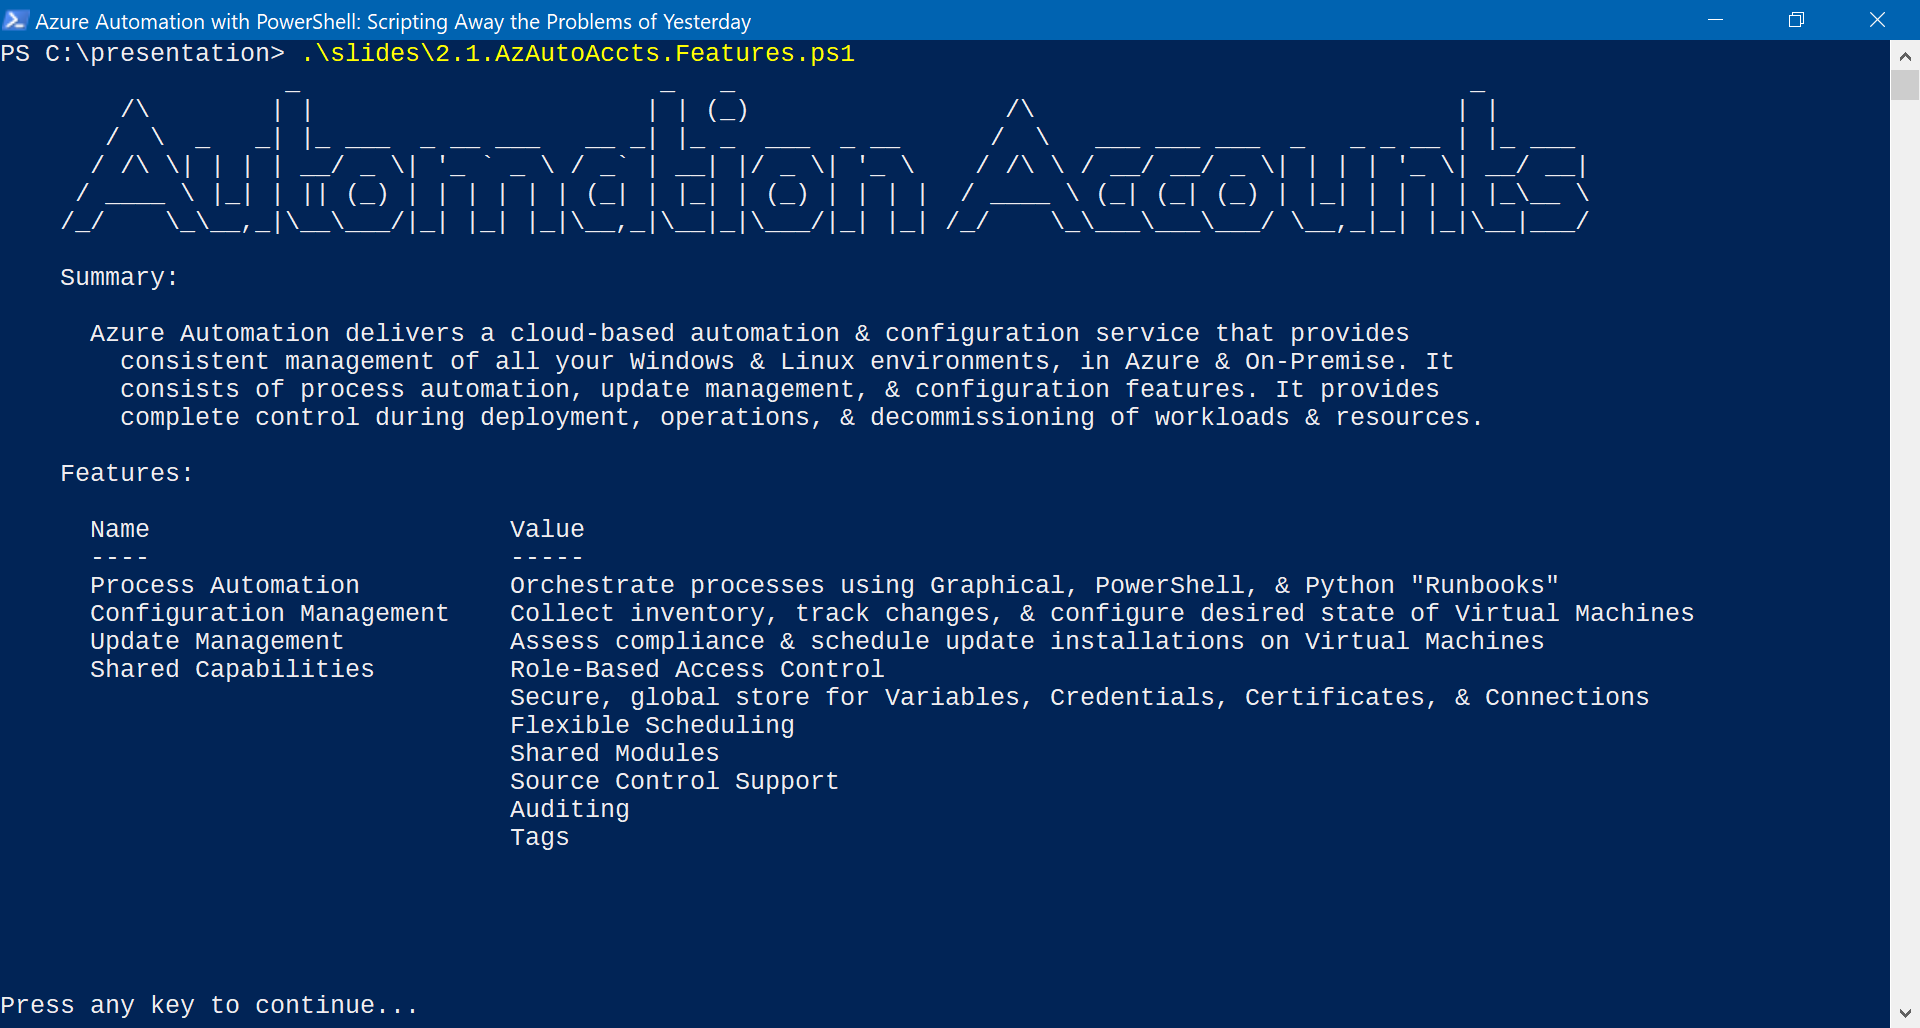 Azure Automation with PowerShell: Scripting Away the Problems of Yesterday
PS C:\presentation> .\slides\2.1.AzAutoAccts.Features.ps1
Automation Accounts
Summary:
Azure Automation delivers a cloud-based automation & configuration service that provides
consistent management of all your Windows & Linux environments, in Azure & On-Premise. It
consists of process automation, update management, & configuration features. It provides
complete control during deployment, operations, & decommissioning of workloads & resources.
Features:
Name Value
---- -----
Process Automation Orchestrate processes using Graphical, PowerShell, & Python "Runbooks"
Configuration Management Collect inventory, track changes, & configure desired state of Virtual Machines
Update Management Assess compliance & schedule update installations on Virtual Machines
Shared Capabilities Role-Based Access Control
Secure, global store for Variables, Credentials, Certificates, & Connections
Flexible Scheduling
Shared Modules
Source Control Support
Auditing
Tags
Press any key to continue...